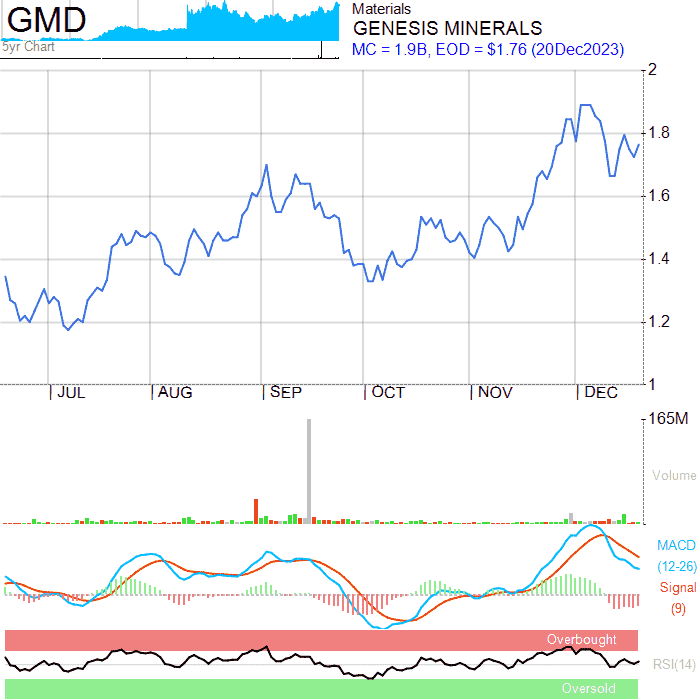 GMD
5yr Chart
Materials
GENESIS MINERALS
MC = 1.9B, EOD = $1.76 (20Dec2023)
2
1.8
1.6
1.4
1.2
1
JUL AUG SEP OCT NOV DEC
165M
Volume
MACD
(12-26)
Signal
(9)
Overbought
RSI(14)
Oversold